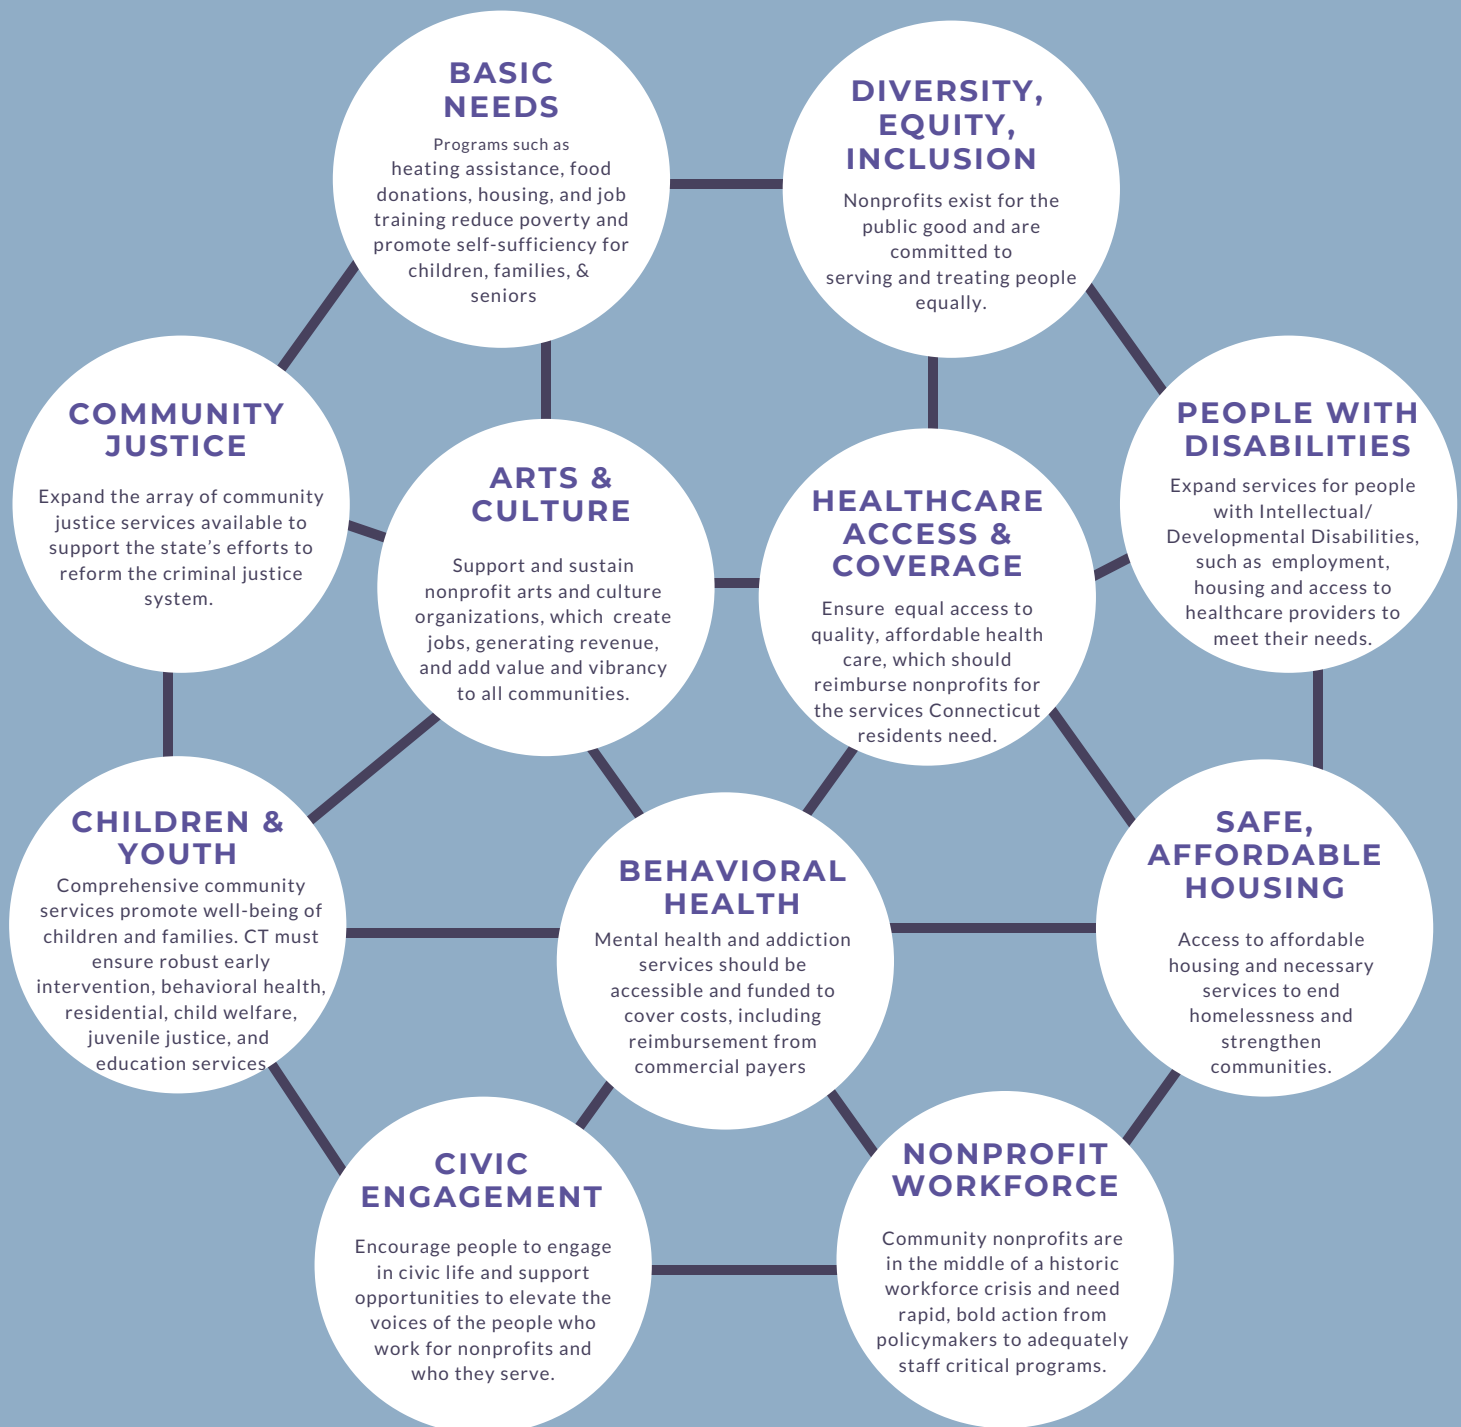 BASIC
NEEDS
Programs such as
heating assistance, food
donations, housing, and job
training reduce poverty and
promote self-sufficiency for
children, families, &
seniors
DIVERSITY,
EQUITY,
INCLUSION
Nonprofits exist for the
public good and are
committed to
serving and treating people
equally.
COMMUNITY
JUSTICE
Expand the array of community
justice services available to
support the state’s efforts to
reform the criminal justice
system.
ARTS &
CULTURE
Support and sustain
nonprofit arts and culture
organizations, which create
jobs, generating revenue,
and add value and vibrancy
to all communities.
HEALTHCARE
ACCESS &
COVERAGE
Ensure equal access to
quality, affordable health
care, which should
reimburse nonprofits for
the services Connecticut
residents need.
PEOPLE WITH
DISABILITIES
Expand services for people
with Intellectual/
Developmental Disabilities,
such as employment,
housing and access to
healthcare providers to
meet their needs.
CHILDREN &
YOUTH
Comprehensive community
services promote well-being of
children and families. CT must
ensure robust early
intervention, behavioral health,
residential, child welfare,
juvenile justice, and
education services
BEHAVIORAL
HEALTH
Mental health and addiction
services should be
accessible and funded to
cover costs, including
reimbursement from
commercial payers
SAFE,
AFFORDABLE
HOUSING
Access to affordable
housing and necessary
services to end
homelessness and
strengthen
communities.
CIVIC
ENGAGEMENT
Encourage people to engage
in civic life and support
opportunities to elevate the
voices of the people who
work for nonprofits and
who they serve.
NONPROFIT
WORKFORCE
Community nonprofits are
in the middle of a historic
workforce crisis and need
rapid, bold action from
policymakers to adequately
staff critical programs.